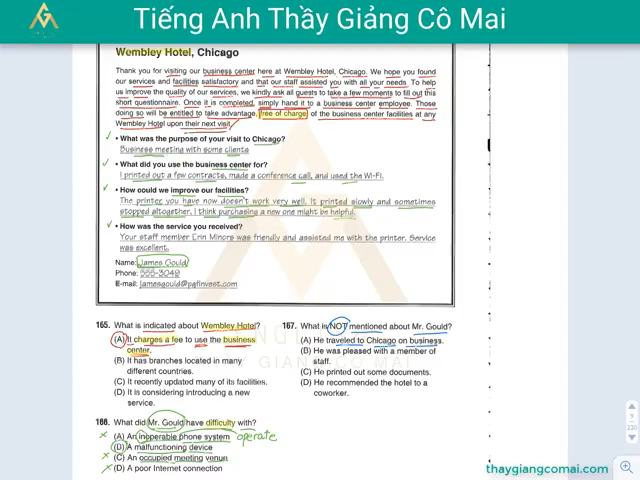 Tiếng Anh Thầy Giảng Cô Mai
Wembley Hotel, Chicago
Thank you for visiting our business center here at Wembley Hotel, Chicago. We hope you found
our services and facilities satisfactory and that our staff assisted you with all your needs. To help
us improve the quality of our services, we kindly ask all guests to take a few moments to fill out this
short questionnaire. Once it is completed, simply hand it to a business center employee. Those
doing so will be entitled to take advantage, free of charge of the business center facilities at any
Wembley Hotel upon their next visit.
• What was the purpose of your visit to Chicago?
Business meeting with some clients
• What did you use the business center for?
I printed out a few contracts, made a conference call, and used the Wi-Fi.
• How could we improve our facilities?
The printer you have now doesn't work very well. It printed slowly and sometimes
stopped altogether. I think purchasing a new one might be helpful.
• How was the service you received?
Your staff member Erin Minors was friendly and assisted me with the printer. Service
was excellent.
Name: James Gould
Phone: 555-3049
E-mail: jamesgould@pqfinvest.com
165. What is indicated about Wembley Hotel?
(A) It charges a fee to use the business
center.
(B) It has branches located in many
different countries.
(C) It recently updated many of its facilities.
(D) It is considering introducing a new
service.
166. What did Mr. Gould have difficulty with?
(A) An inoperable phone system operate
(B) A malfunctioning device
(C) An occupied meeting venue
(D) A poor Internet connection
167. What is NOT mentioned about Mr. Gould?
(A) He traveled to Chicago on business.
(B) He was pleased with a member of
staff.
(C) He printed out some documents.
(D) He recommended the hotel to a
coworker.
9
220
thaygiangcomai.com